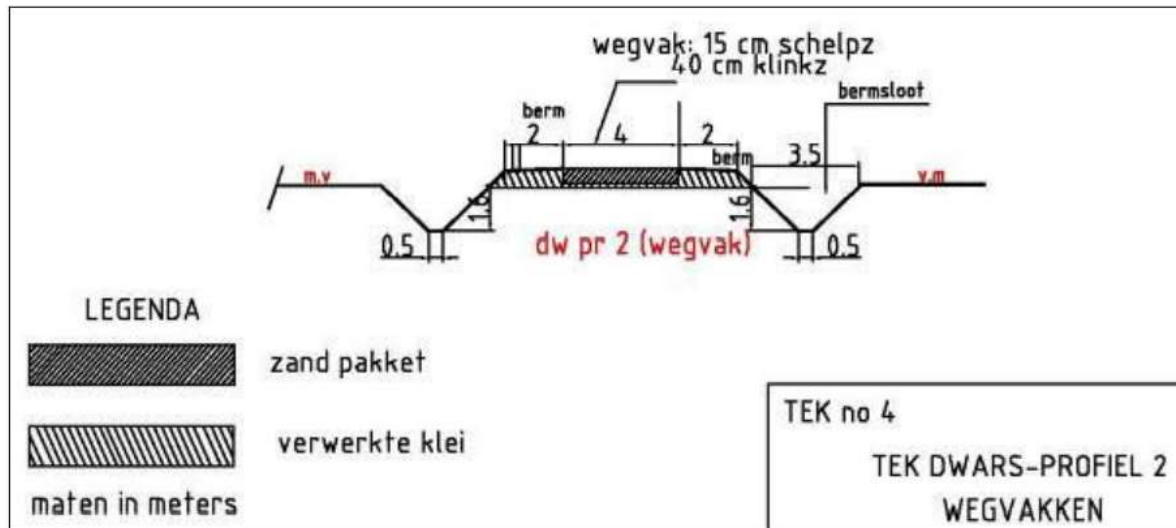 wegvak: 15 cm schelpz
40 cm klinkz
berm
bermsloot
2
4
2
berm
3.5
m.v
v.m
1.6
1.6
0.5
dw pr 2 (wegvak)
0.5
LEGENDA
zand pakket
verwerkte klei
maten in meters
TEK no 4
TEK DWARS-PROFIEL 2
WEGVAKKEN